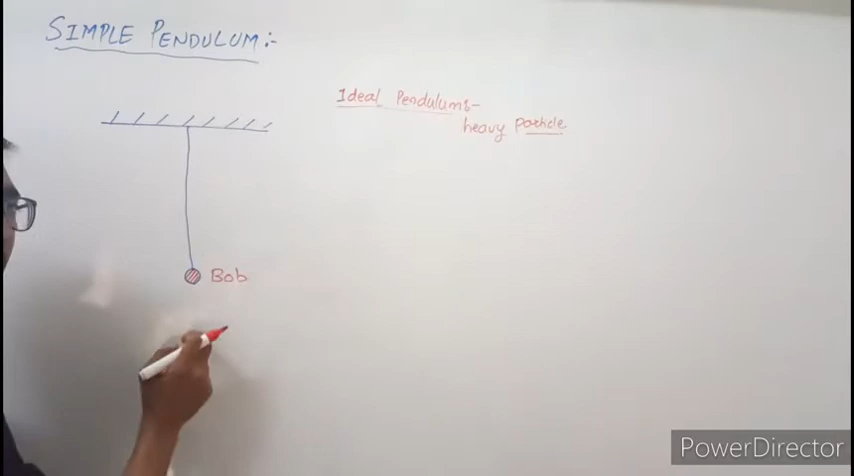 SIMPLE PENDULUM:-
Ideal Pendulum:-
heavy particle
Bob
PowerDirector